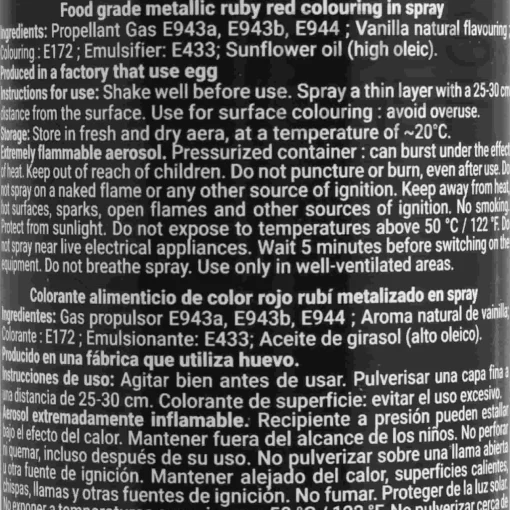 Food grade metallic ruby red colouring in spray
Ingredients: Propellant Gas E943a, E943b, E944 ; Vanilla natural flavouring;
Colouring : E172 ; Emulsifier: E433; Sunflower oil (high oleic).
Produced in a factory that use egg
Instructions for use: Shake well before use. Spray a thin layer with a 25-30 cm
distance from the surface. Use for surface colouring : avoid overuse.
Storage: Store in fresh and dry aera, at a temperature of ~20°C.
Extremely flammable aerosol. Pressurized container : can burst under the effect
of heat. Keep out of reach of children. Do not puncture or burn, even after use. Do
not spray on a naked flame or any other source of ignition. Keep away from heat,
hot surfaces, sparks, open flames and other sources of ignition. No smoking.
Protect from sunlight. Do not expose to temperatures above 50 °C / 122 °F. Do
not spray near live electrical appliances. Wait 5 minutes before switching on the
equipment. Do not breathe spray. Use only in well-ventilated areas.
Colorante alimenticio de color rojo rubí metalizado en spray
Ingredientes: Gas propulsor E943a, E943b, E944 ; Aroma natural de vainilla;
Colorante : E172 ; Emulsionante: E433; Aceite de girasol (alto oleico).
Producido en una fábrica que utiliza huevo.
Instrucciones de uso: Agitar bien antes de usar. Pulverisar una capa fina a
una distancia de 25-30 cm. Colorante de superficie: evitar el uso excesivo.
Aerosol extremadamente inflamable. Recipiente a presión pueden estallar
bajo el efecto del calor. Mantener fuera del alcance de los niños. No perforar
ni quemar, incluso después de su uso. No pulverizar sobre una llama abierta
u otra fuente de ignición. Mantener alejado del calor, superficies calientes,
chispas, llamas y otras fuentes de ignición. No fumar. Proteger de la luz solar.
No exponer a temperaturas 50 °C / 122 °F. No pulverizar cerca de